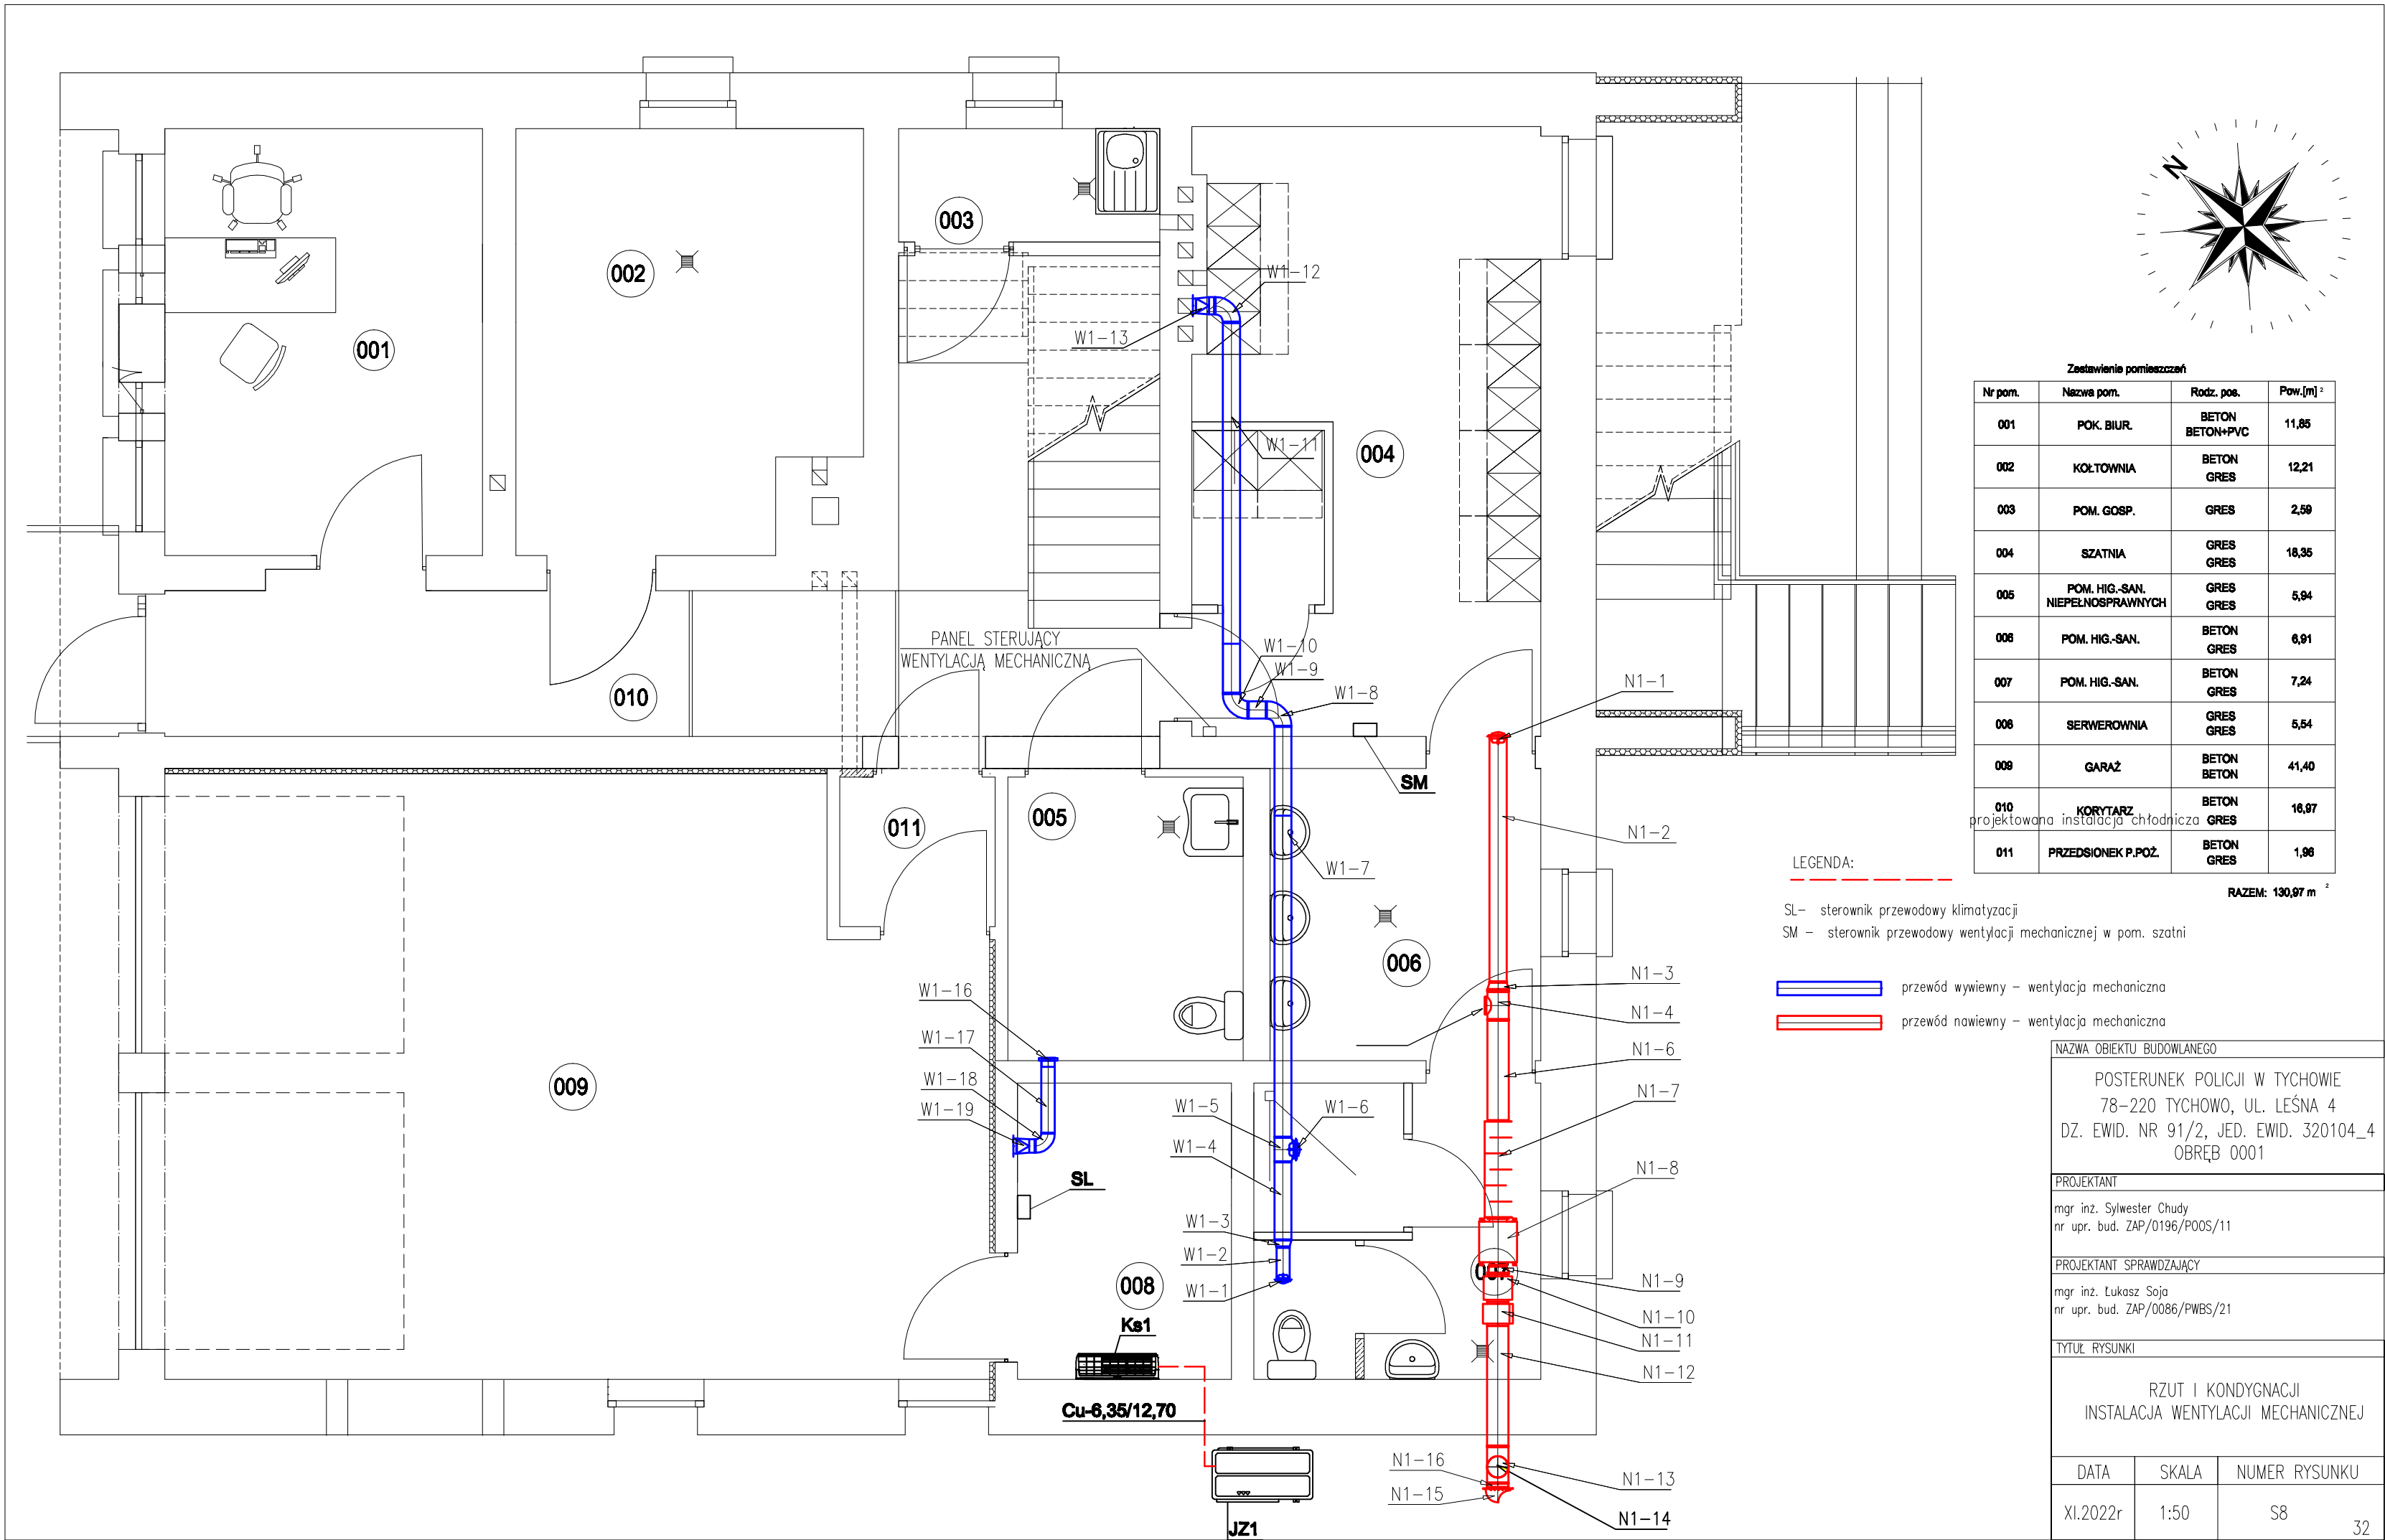 N
001
002
003
004
005
006
008
009
010
011
W1-12
W1-13
W1-11
W1-10
W1-9
W1-8
PANEL STERUJĄCY
WENTYLACJĄ MECHANICZNĄ
SM
W1-7
W1-16
W1-17
W1-18
W1-19
SL
W1-5
W1-6
W1-4
W1-3
W1-2
W1-1
Ks1
Cu-6,35/12,70
JZ1
N1-1
N1-2
N1-3
N1-4
N1-6
N1-7
N1-8
N1-9
N1-10
N1-11
N1-12
N1-16
N1-13
N1-15
N1-14
Zestawienie pomieszczeń
Nr pom. Nazwa pom. Rodz. pos. Pow.[m] 2
001 POK. BIUR. BETON BETON+PVC 11,85
002 KOŁTOWNIA BETON GRES 12,21
003 POM. GOSP. GRES 2,59
004 SZATNIA GRES GRES 18,35
005 POM. HIG.-SAN. NIEPEŁNOSPRAWNYCH GRES GRES 5,94
006 POM. HIG.-SAN. BETON GRES 6,91
007 POM. HIG.-SAN. BETON GRES 7,24
006 SERWEROWNIA GRES GRES 5,54
009 GARAŻ BETON BETON 41,40
010 KORYTARZ BETON GRES 16,97
projektowana instalacja chłodnicza
011 PRZEDSIONEK P.POŻ. BETON GRES 1,96
RAZEM: 130,97 m 2
LEGENDA:
SL- sterownik przewodowy klimatyzacji
SM - sterownik przewodowy wentylacji mechanicznej w pom. szatni
przewód wywiewny - wentylacja mechaniczna
przewód nawiewny - wentylacja mechaniczna
NAZWA OBIEKTU BUDOWLANEGO
POSTERUNEK POLICJI W TYCHOWIE
78-220 TYCHOWO, UL. LEŚNA 4
DZ. EWID. NR 91/2, JED. EWID. 320104_4
OBRĘB 0001
PROJEKTANT
mgr inż. Sylwester Chudy
nr upr. bud. ZAP/0196/POOS/11
PROJEKTANT SPRAWDZAJĄCY
mgr inż. Łukasz Soja
nr upr. bud. ZAP/0086/PWBS/21
TYTUŁ RYSUNKI
RZUT I KONDYGNACJI
INSTALACJA WENTYLACJI MECHANICZNEJ
DATA SKALA NUMER RYSUNKU
XI.2022r 1:50 S8
32